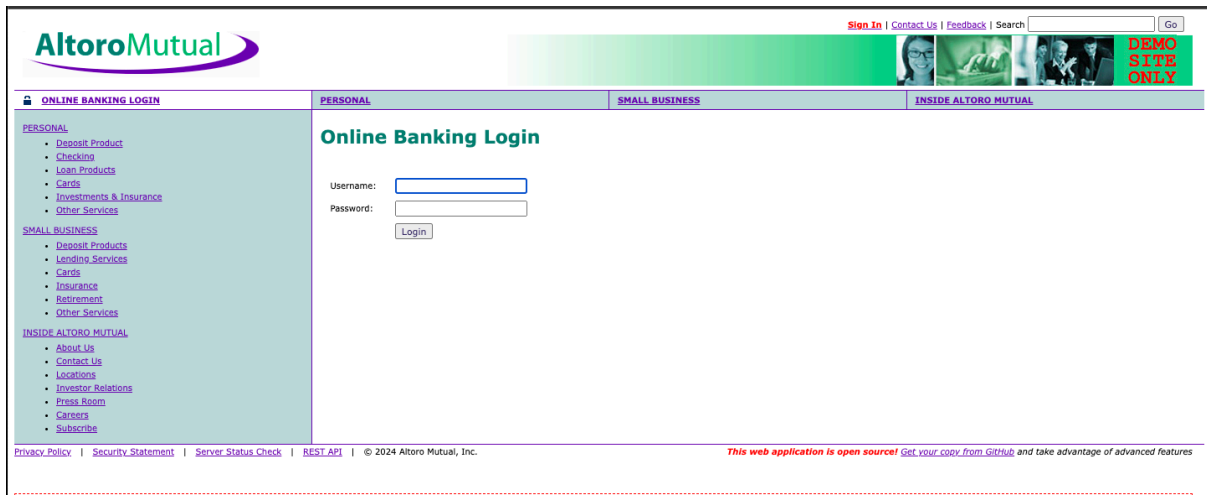 Sign In | Contact Us | Feedback | Search Go
AltoroMutual
DEMO
SITE
ONLY
ONLINE BANKING LOGIN
PERSONAL
SMALL BUSINESS
INSIDE ALTORO MUTUAL
PERSONAL
Deposit Product
Checking
Loan Products
Cards
Investments & Insurance
Other Services
SMALL BUSINESS
Deposit Products
Lending Services
Cards
Insurance
Retirement
Other Services
INSIDE ALTORO MUTUAL
About Us
Contact Us
Locations
Investor Relations
Press Room
Careers
Subscribe
Online Banking Login
Username:
Password:
Login
Privacy Policy | Security Statement | Server Status Check | REST API | © 2024 Altoro Mutual, Inc.
This web application is open source! Get your copy from GitHub and take advantage of advanced features